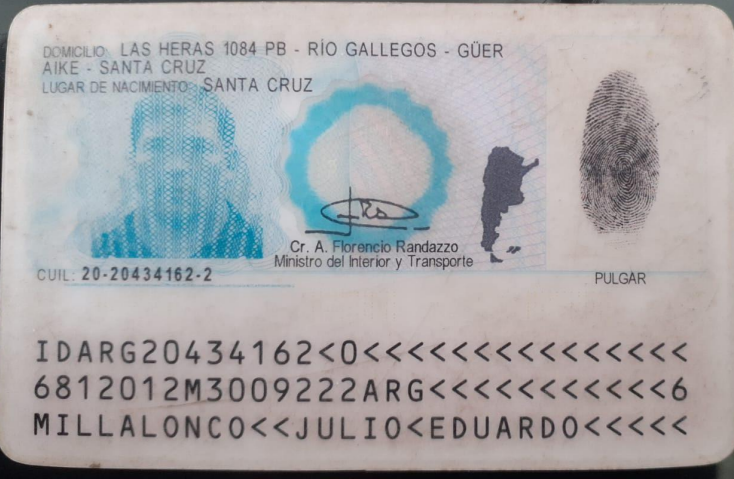 DOMICILIO: LAS HERAS 1084 PB - RÍO GALLEGOS - GÜER
AIKE - SANTA CRUZ
LUGAR DE NACIMIENTO: SANTA CRUZ
Cr. A. Florencio Randazzo
Ministro del Interior y Transporte
CUIL: 20-20434162-2
PULGAR
IDARG20434162<0<<<<<<<<<<<<<<<
6812012M3009222ARG<<<<<<<<<<<6
MILLALONCO<<JULIO<EDUARDO<<<<<